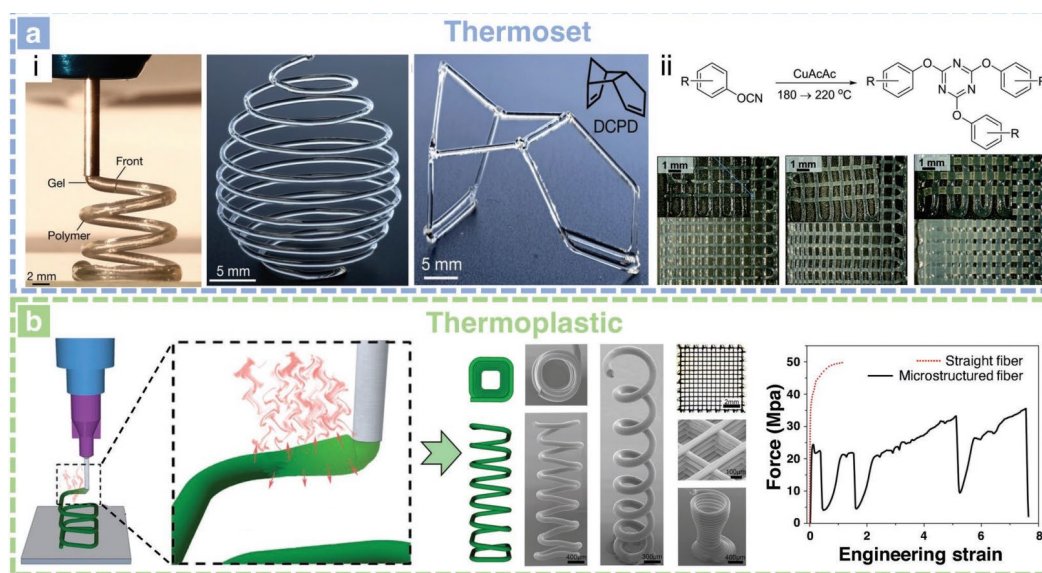 a
Thermoset
i
Front
Gel
Polymer
2 mm
5 mm
5 mm
DCPD
ii
R
OCN
CuAcAc
180 → 220 °C
R
O
N
O
R
N
N
O
R
1 mm
1 mm
1 mm
b
Thermoplastic
400μm
300μm
2mm
100μm
400μm
Straight fiber
Microstructured fiber
Force (Mpa)
50
40
30
20
10
0
0
2
4
6
8
Engineering strain